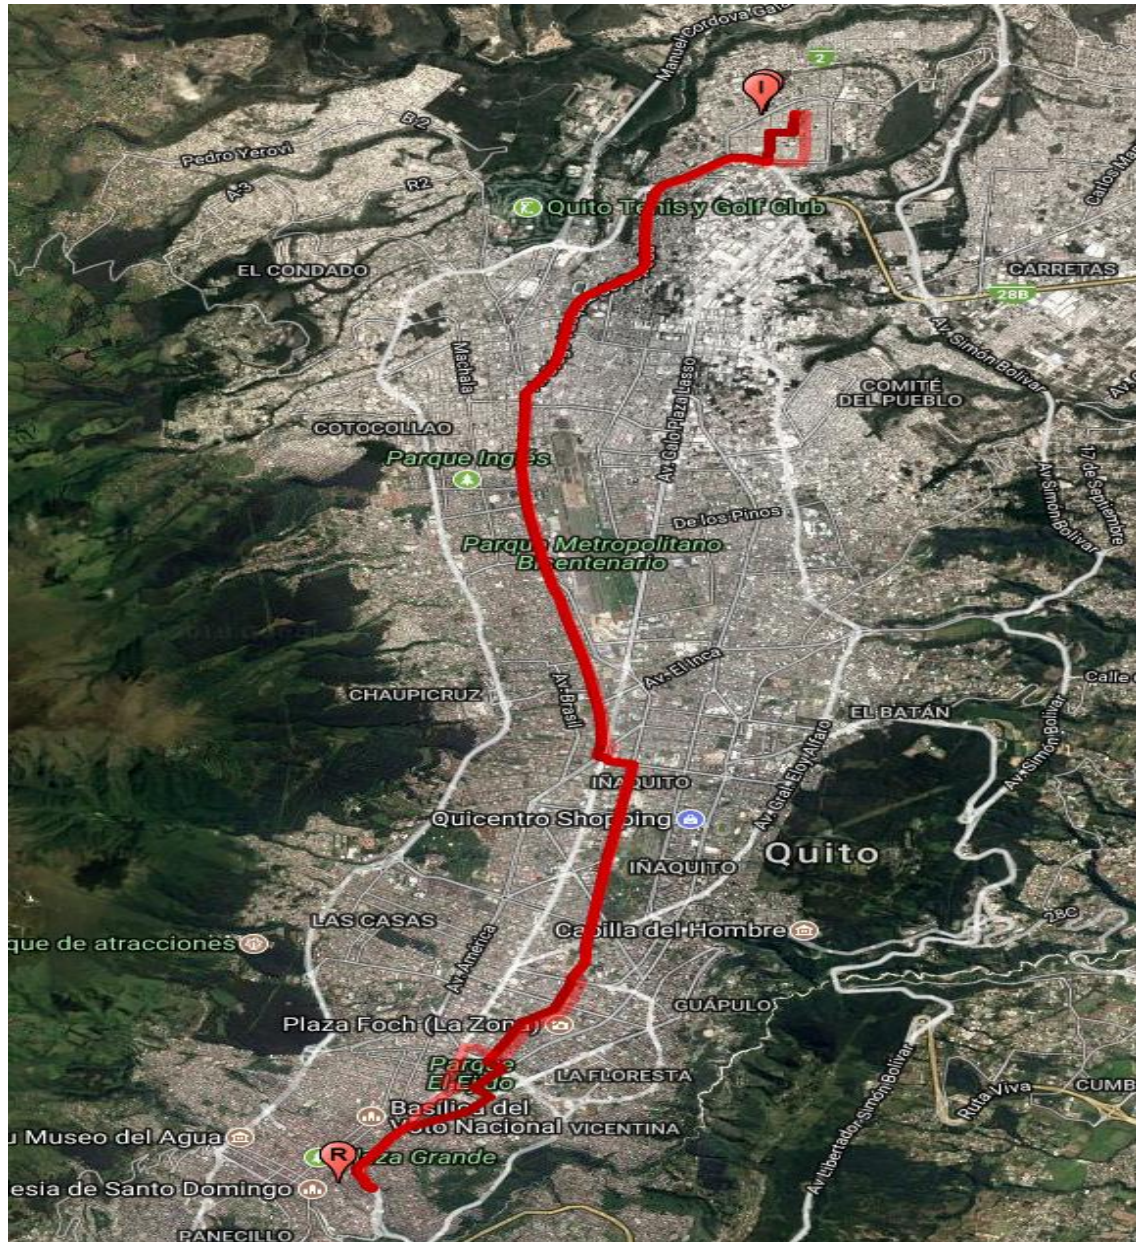 Manuel Cordova Gala
2
I
B-2
Pedro Yerovi
A-3
R2
Carlos Ma
Quito Tenis y Golf Club
EL CONDADO
CARRETAS
28B
Av. Simón Bolívar
Machala
Av. Galo Plaza Lasso
COMITÉ
DEL PUEBLO
COTOCOLLAO
Parque Inglés
17 de Septiembre
Av Simón Bolívar
De los Pinos
Parque Metropolitano
Bicentenario
Av. El Inca
CHAUPICRUZ
Av. Brasil
Calle
EL BATÁN
Av. Simón Bolívar
Av. Gral. Eloy Alfaro
IÑAQUITO
Quicentro Shopping
Quito
IÑAQUITO
LAS CASAS
28C
que de atracciones
Capilla del Hombre
Av. América
GUÁPULO
Plaza Foch (La Zona)
Parque
El Ejido
LA FLORESTA
Ruta Viva
CUMB
Basílica del
Voto Nacional
VICENTINA
u Museo del Agua
Av Libertador Simón Bolívar
R
Plaza Grande
esia de Santo Domingo
PANECILLO